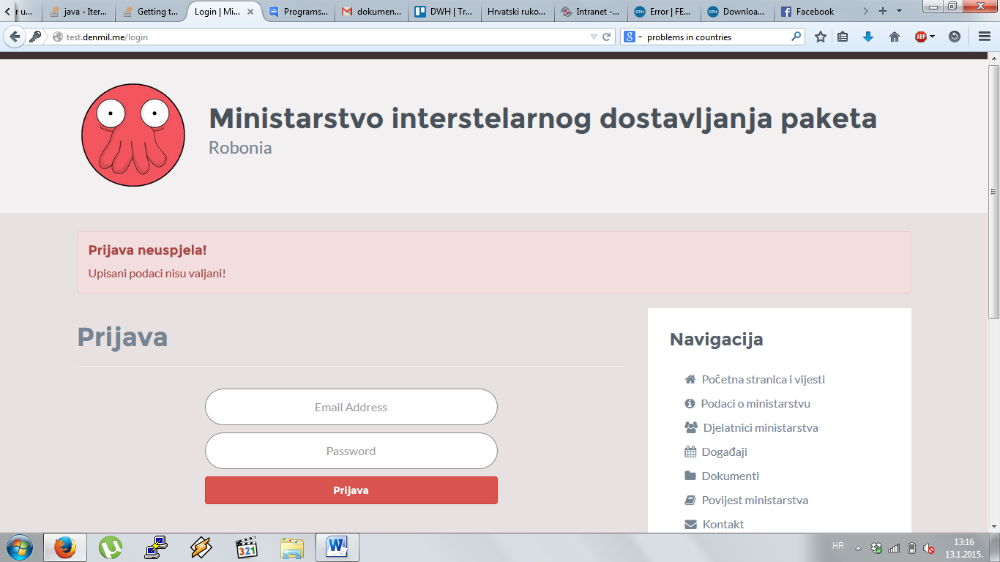 r u...
java - Iter...
Getting t...
Login | Mi...
Programs...
dokumen...
DWH | Tr...
Hrvatski ruko...
Intranet -...
Error | FE...
Downloa...
Facebook
test.denmil.me/login
problems in countries
ABP
Ministarstvo interstelarnog dostavljanja paketa
Robonia
Prijava neuspjela!
Upisani podaci nisu valjani!
Prijava
Email Address
Password
Prijava
Navigacija
Početna stranica i vijesti
Podaci o ministarstvu
Djelatnici ministarstva
Događaji
Dokumenti
Povijest ministarstva
Kontakt
321
HR
13:16
13.1.2015.